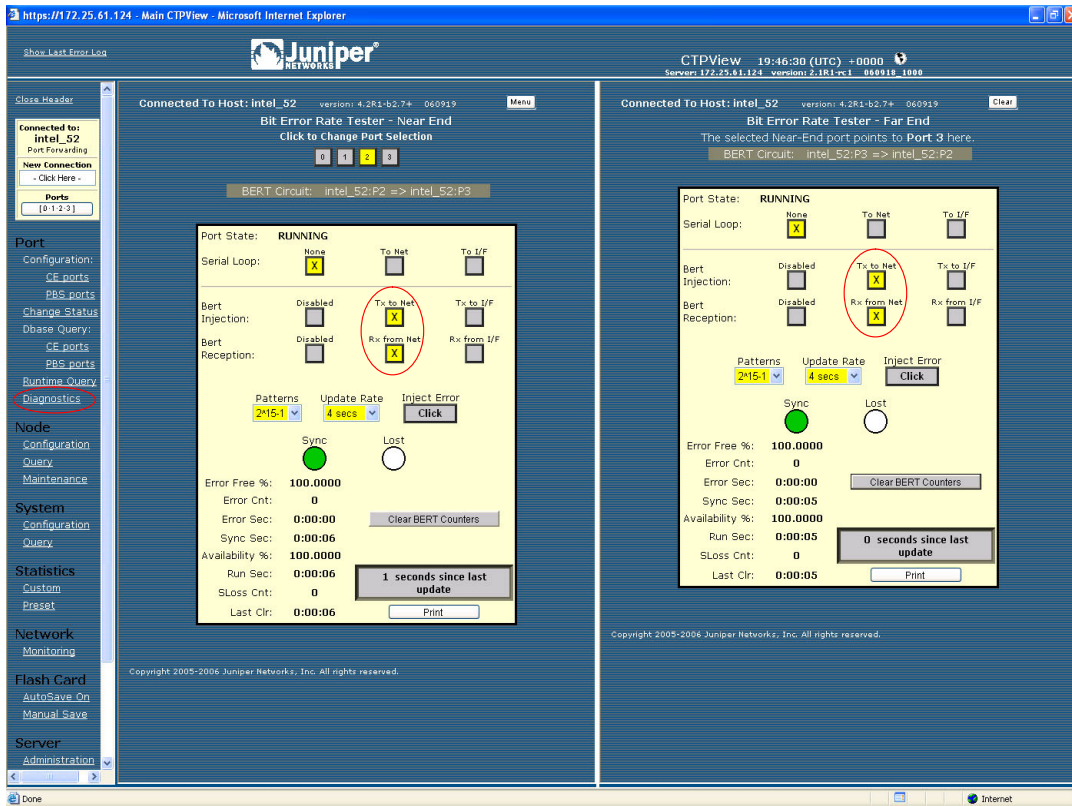 https://172.25.61.124 - Main CTPView - Microsoft Internet Explorer
Show Last Error Log
Juniper®
NETWORKS
CTPView 19:46:30 (UTC) +0000
Server: 172.25.61.124 version: 2.1R1-rc1 060918_1000
Close Header
Connected to:
intel_52
Port Forwarding
New Connection
- Click Here -
Ports
[0-1-2-3]
Port
Configuration:
CE ports
PBS ports
Change Status
Dbase Query:
CE ports
PBS ports
Runtime Query
Diagnostics
Node
Configuration
Query
Maintenance
System
Configuration
Query
Statistics
Custom
Preset
Network
Monitoring
Flash Card
AutoSave On
Manual Save
Server
Administration
Connected To Host: intel_52 version: 4.2R1-b2.7+ 060919 Menu
Bit Error Rate Tester - Near End
Click to Change Port Selection
0 1 2 3
BERT Circuit: intel_52:P2 => intel_52:P3
Port State: RUNNING
None To Net To I/F
Serial Loop: X
Disabled Tx to Net Tx to I/F
Bert
Injection: X
Disabled Rx from Net Rx from I/F
Bert
Reception: X
Patterns Update Rate Inject Error
2^15-1 4 secs Click
Sync Lost
Error Free %: 100.0000
Error Cnt: 0
Error Sec: 0:00:00 Clear BERT Counters
Sync Sec: 0:00:06
Availability %: 100.0000
Run Sec: 0:00:06 1 seconds since last
update
SLoss Cnt: 0
Last Clr: 0:00:06 Print
Copyright 2005-2006 Juniper Networks, Inc. All rights reserved.
Connected To Host: intel_52 version: 4.2R1-b2.7+ 060919 Clear
Bit Error Rate Tester - Far End
The selected Near-End port points to Port 3 here.
BERT Circuit: intel_52:P3 => intel_52:P2
Port State: RUNNING
None To Net To I/F
Serial Loop: X
Disabled Tx to Net Tx to I/F
Bert
Injection: X
Disabled Rx from Net Rx from I/F
Bert
Reception: X
Patterns Update Rate Inject Error
2^15-1 4 secs Click
Sync Lost
Error Free %: 100.0000
Error Cnt: 0
Error Sec: 0:00:00 Clear BERT Counters
Sync Sec: 0:00:05
Availability %: 100.0000
Run Sec: 0:00:05 0 seconds since last
update
SLoss Cnt: 0
Last Clr: 0:00:05 Print
Copyright 2005-2006 Juniper Networks, Inc. All rights reserved.
Done
Internet